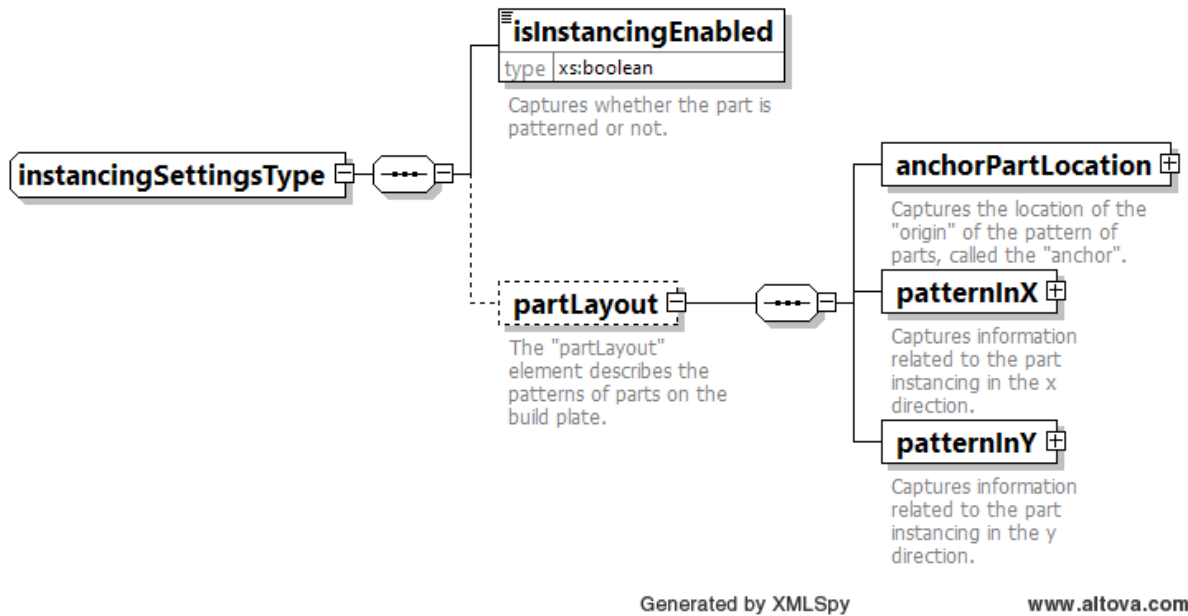 isInstancingEnabled
type xs:boolean
Captures whether the part is
patterned or not.
instancingSettingsType
anchorPartLocation
Captures the location of the
"origin" of the pattern of
parts, called the "anchor".
partLayout
The "partLayout"
element describes the
patterns of parts on the
build plate.
patternInX
Captures information
related to the part
instancing in the x
direction.
patternInY
Captures information
related to the part
instancing in the y
direction.
Generated by XMLSpy www.altova.com